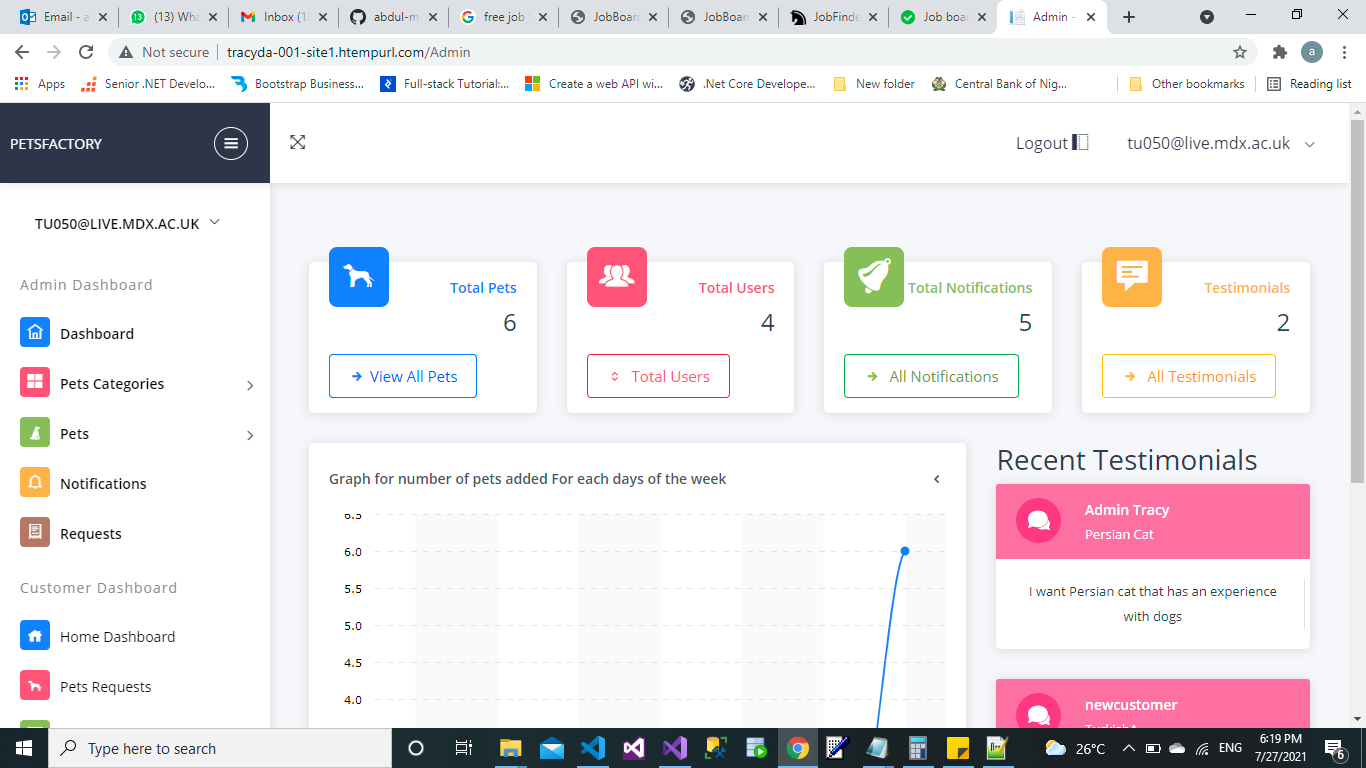 Email - a
(13) Wha
Inbox (13
abdul-m
free job
JobBoar
JobBoar
JobFinde
Job boar
Admin -
Not secure
tracyda-001-site1.htempurl.com/Admin
a
Apps
Senior .NET Develo...
Bootstrap Business...
Full-stack Tutorial:...
Create a web API wi...
.Net Core Develope...
New folder
Central Bank of Nig...
Other bookmarks
Reading list
PETSFACTORY
Logout
tu050@live.mdx.ac.uk
TU050@LIVE.MDX.AC.UK
Admin Dashboard
Dashboard
Pets Categories
Pets
Notifications
Requests
Customer Dashboard
Home Dashboard
Pets Requests
Total Pets
6
View All Pets
Total Users
4
Total Users
Total Notifications
5
All Notifications
Testimonials
2
All Testimonials
Graph for number of pets added For each days of the week
6.5
6.0
5.5
5.0
4.5
4.0
Recent Testimonials
Admin Tracy
Persian Cat
I want Persian cat that has an experience
with dogs
newcustomer
Type here to search
26°C
ENG
6:19 PM
7/27/2021
6